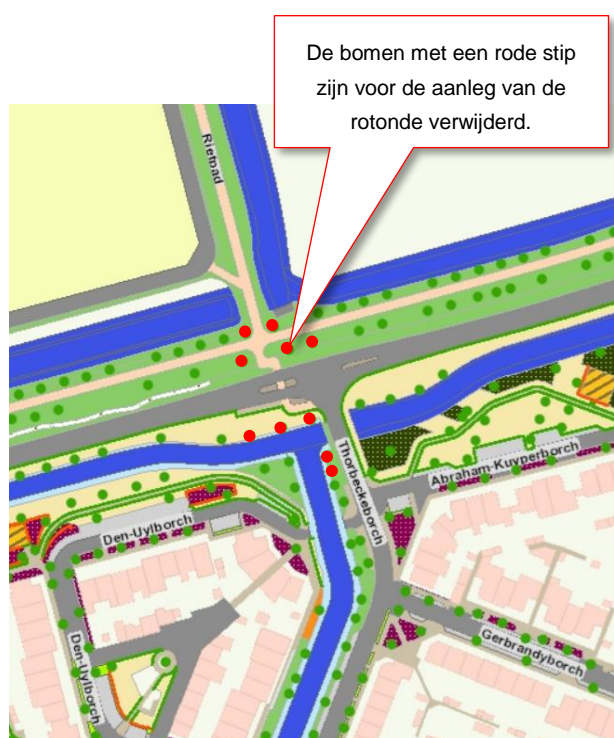 De bomen met een rode stip
zijn voor de aanleg van de
rotonde verwijderd.
Rietpad
Thorbeckeborch
Abraham-Kuyperborch
Den-Uylborch
Gerbrandyborch
Den-Uylborch